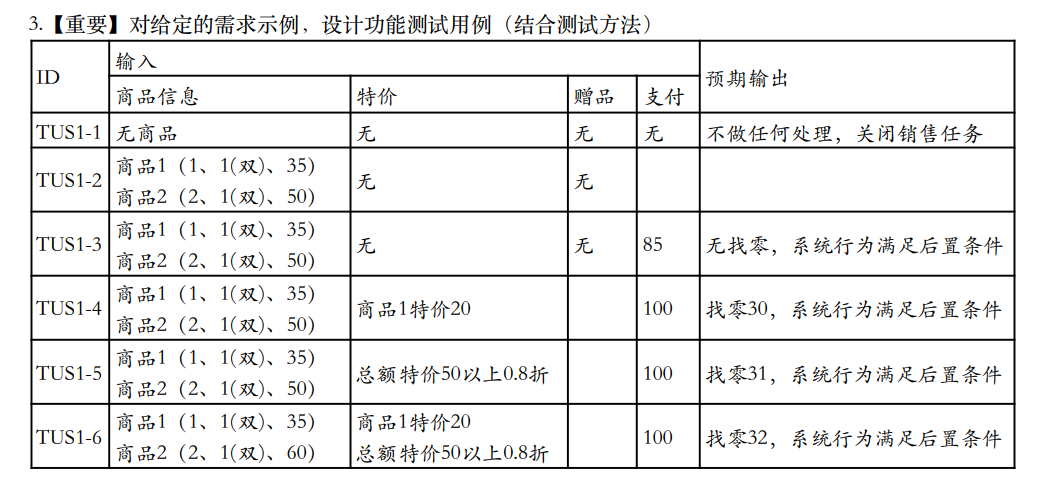 3.【重要】对给定的需求示例，设计功能测试用例（结合测试方法）
ID
输入
预期输出
商品信息
特价
赠品
支付
TUS1-1
无商品
无
无
无
不做任何处理，关闭销售任务
TUS1-2
商品1（1、1(双)、35）
商品2（2、1(双)、50）
无
无
TUS1-3
商品1（1、1(双)、35）
商品2（2、1(双)、50）
无
无
85
无找零，系统行为满足后置条件
TUS1-4
商品1（1、1(双)、35）
商品2（2、1(双)、50）
商品1特价20
100
找零30，系统行为满足后置条件
TUS1-5
商品1（1、1(双)、35）
商品2（2、1(双)、50）
总额特价50以上0.8折
100
找零31，系统行为满足后置条件
TUS1-6
商品1（1、1(双)、35）
商品2（2、1(双)、60）
商品1特价20
总额特价50以上0.8折
100
找零32，系统行为满足后置条件